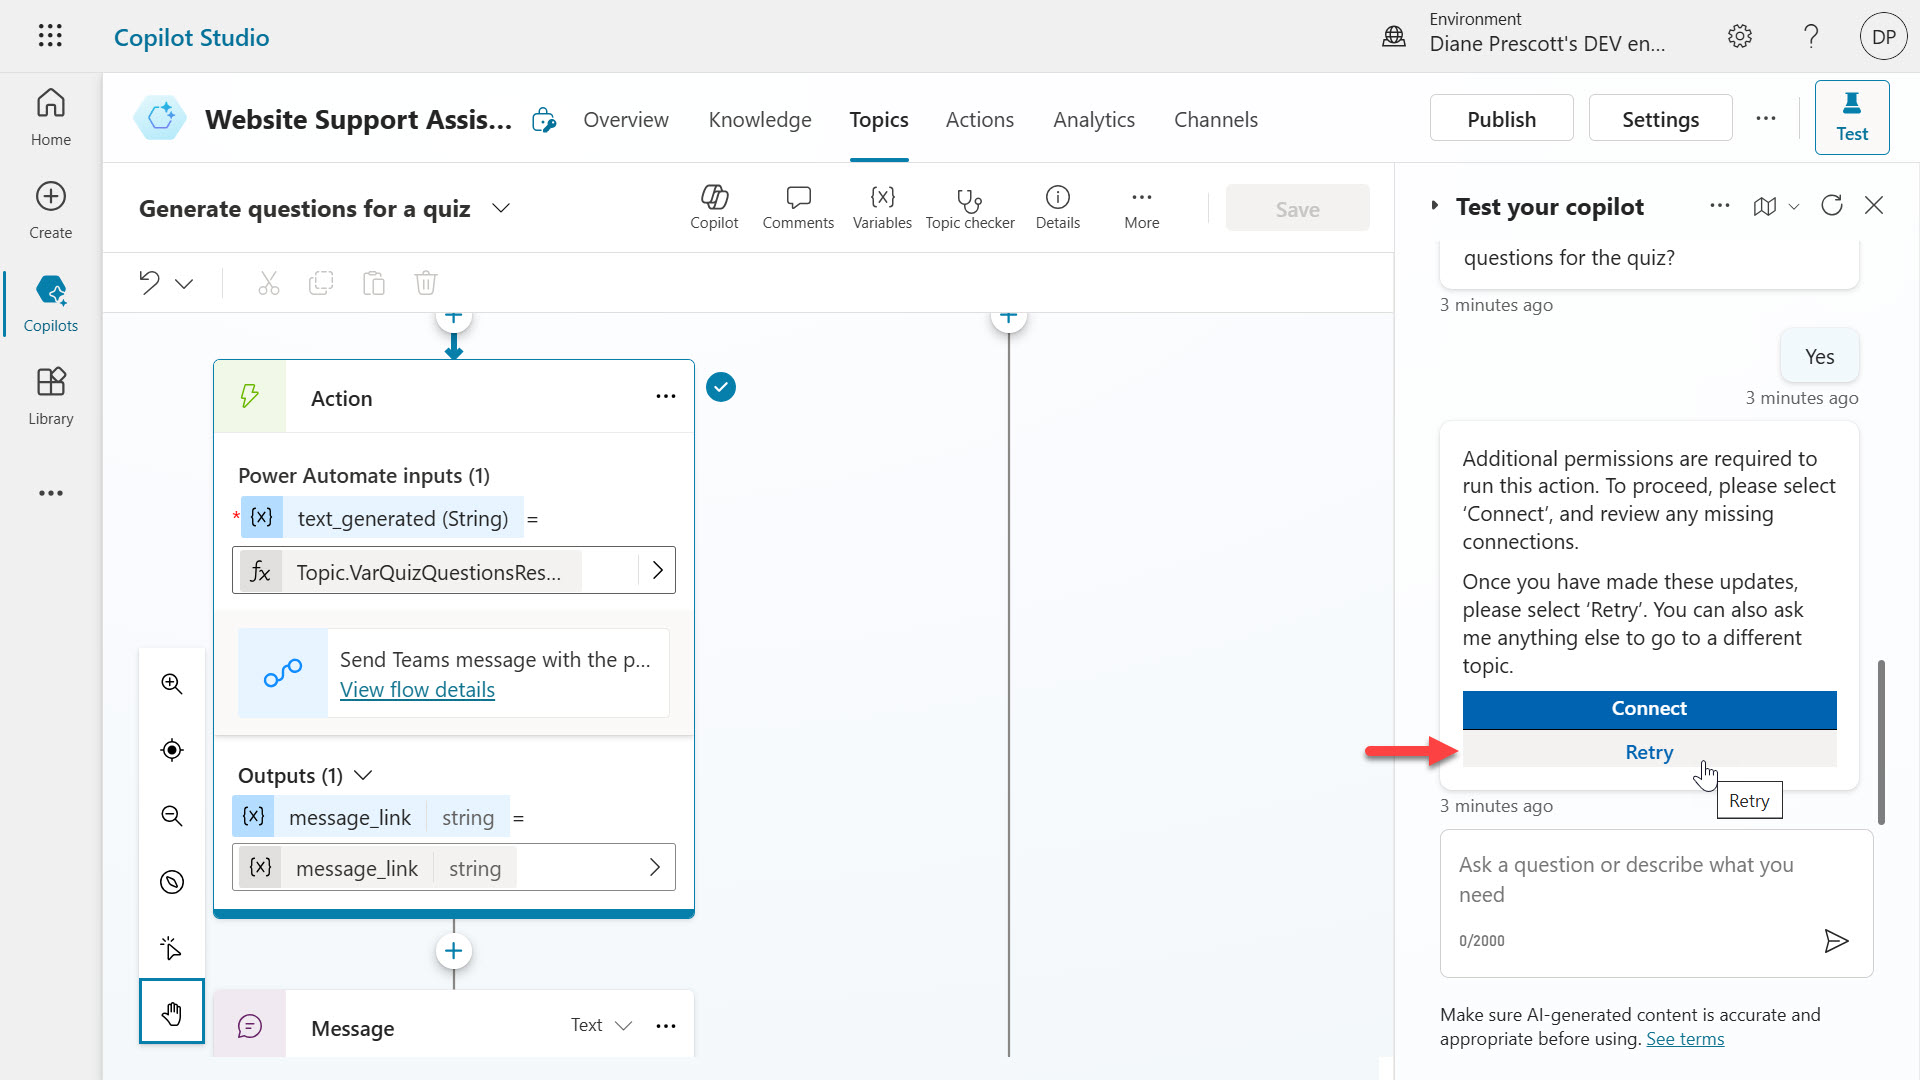 Copilot Studio
Environment
Diane Prescott's DEV en...
DP
Home
Create
Copilots
Library
Website Support Assis...
Overview
Knowledge
Topics
Actions
Analytics
Channels
Publish
Settings
Test
Generate questions for a quiz
Copilot
Comments
{x}
Variables
Topic checker
Details
More
Save
Action
Power Automate inputs (1)
* {x} text_generated (String) =
fx Topic.VarQuizQuestionsRes...
Send Teams message with the p...
View flow details
Outputs (1)
{x} message_link string =
{x} message_link string
Message
Text
Test your copilot
questions for the quiz?
3 minutes ago
Yes
3 minutes ago
Additional permissions are required to
run this action. To proceed, please select
‘Connect’, and review any missing
connections.
Once you have made these updates,
please select ‘Retry’. You can also ask
me anything else to go to a different
topic.
Connect
Retry
Retry
3 minutes ago
Ask a question or describe what you
need
0/2000
Make sure AI-generated content is accurate and
appropriate before using. See terms